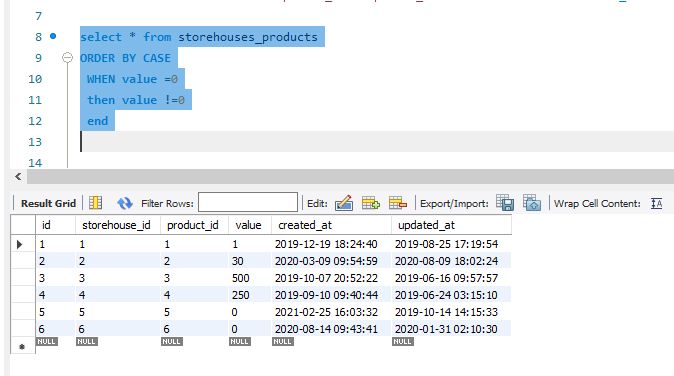 8 select * from storehouses_products
9 ORDER BY CASE
10 WHEN value =0
11 then value !=0
12 end
13
14
Result Grid Filter Rows: Edit: Export/Import: Wrap Cell Content:
id storehouse_id product_id value created_at updated_at
1 1 1 1 2019-12-19 18:24:40 2019-08-25 17:19:54
2 2 2 30 2020-03-09 09:54:59 2020-08-09 18:02:24
3 3 3 500 2019-10-07 20:52:22 2019-06-16 09:57:57
4 4 4 250 2019-09-10 09:40:44 2019-06-24 03:15:10
5 5 5 0 2021-02-25 16:03:32 2019-10-14 14:15:33
6 6 6 0 2020-08-14 09:43:41 2020-01-31 02:10:30
NULL NULL NULL NULL NULL NULL